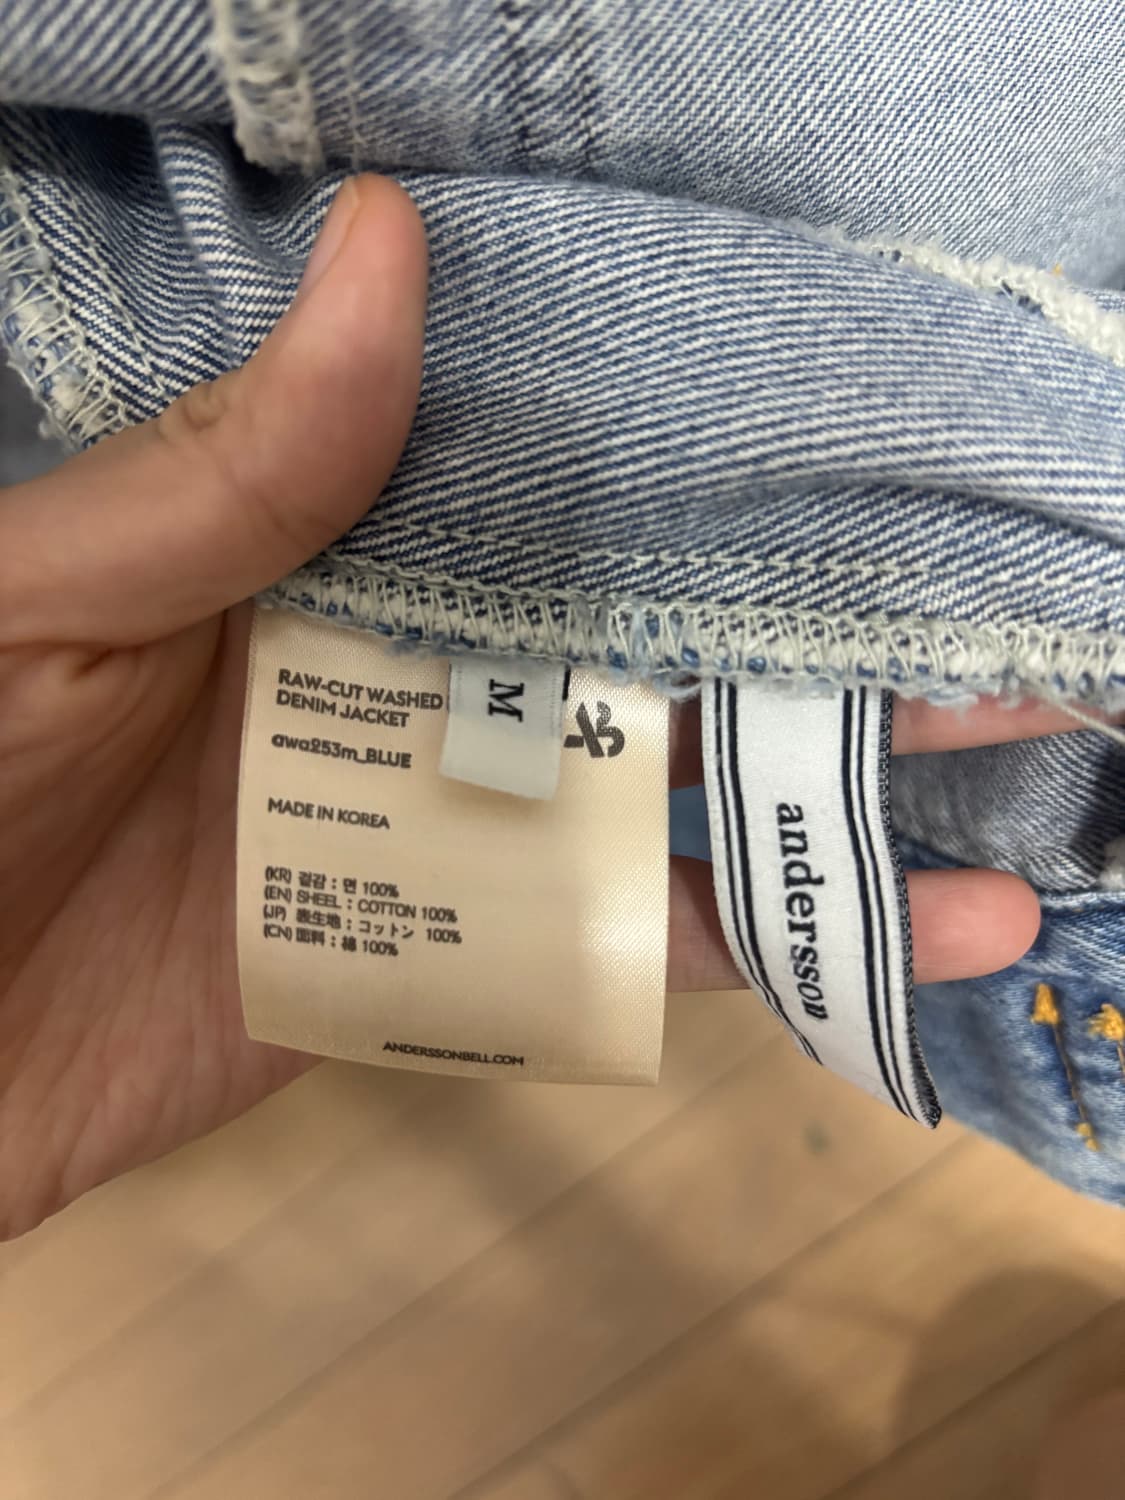 RAW-CUT WASHED
DENIM JACKET
awa253m_BLUE
MADE IN KOREA
(KR) 겉감 : 면 100%
(EN) SHEEL : COTTON 100%
(JP) 表生地 : コットン 100%
(CN) 面料 : 綿 100%
ANDERSSONBELL.COM
M
andersson